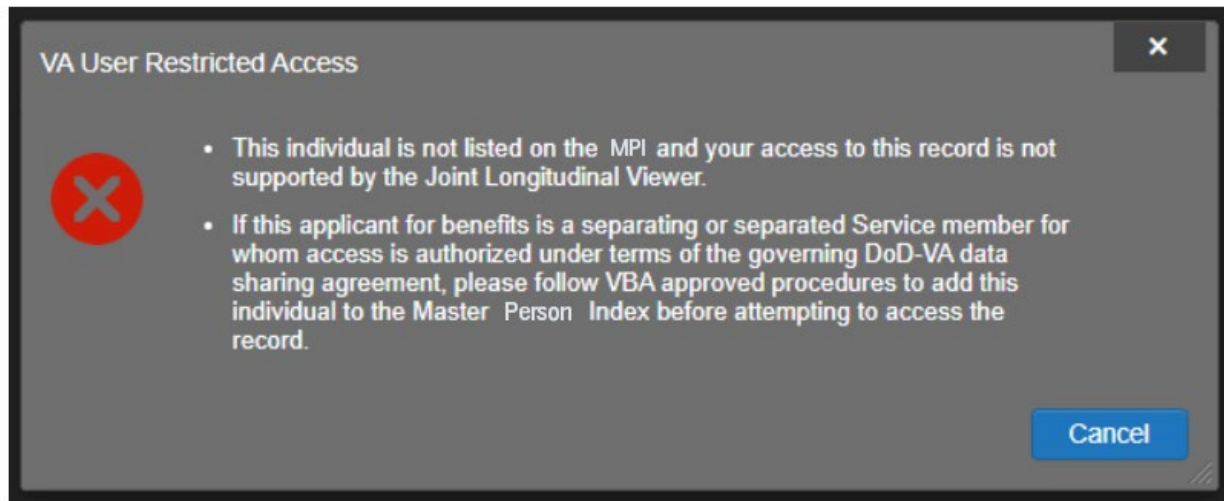 VA User Restricted Access
×
• This individual is not listed on the MPI and your access to this record is not
supported by the Joint Longitudinal Viewer.
• If this applicant for benefits is a separating or separated Service member for
whom access is authorized under terms of the governing DoD-VA data
sharing agreement, please follow VBA approved procedures to add this
individual to the Master Person Index before attempting to access the
record.
Cancel